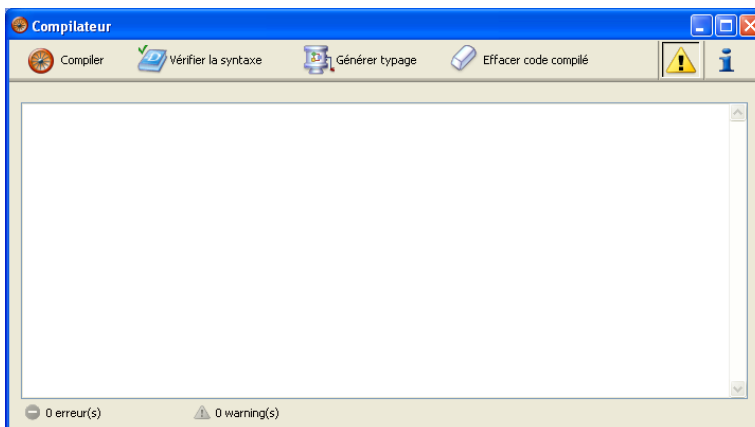 Compilateur
Compiler Vérifier la syntaxe Générer typage Effacer code compilé
0 erreur(s) 0 warning(s)